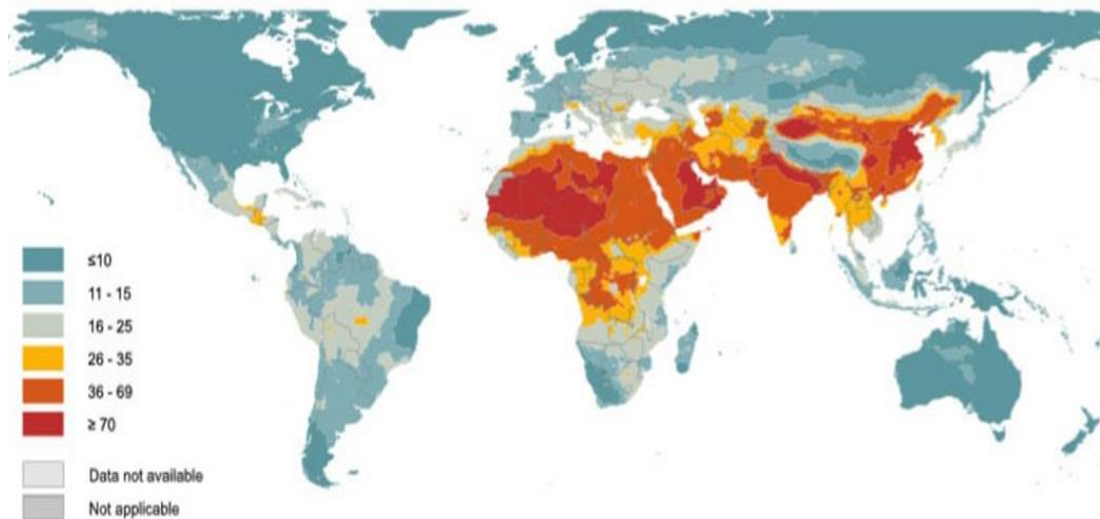 ≤10
11 - 15
16 - 25
26 - 35
36 - 69
≥ 70
Data not available
Not applicable